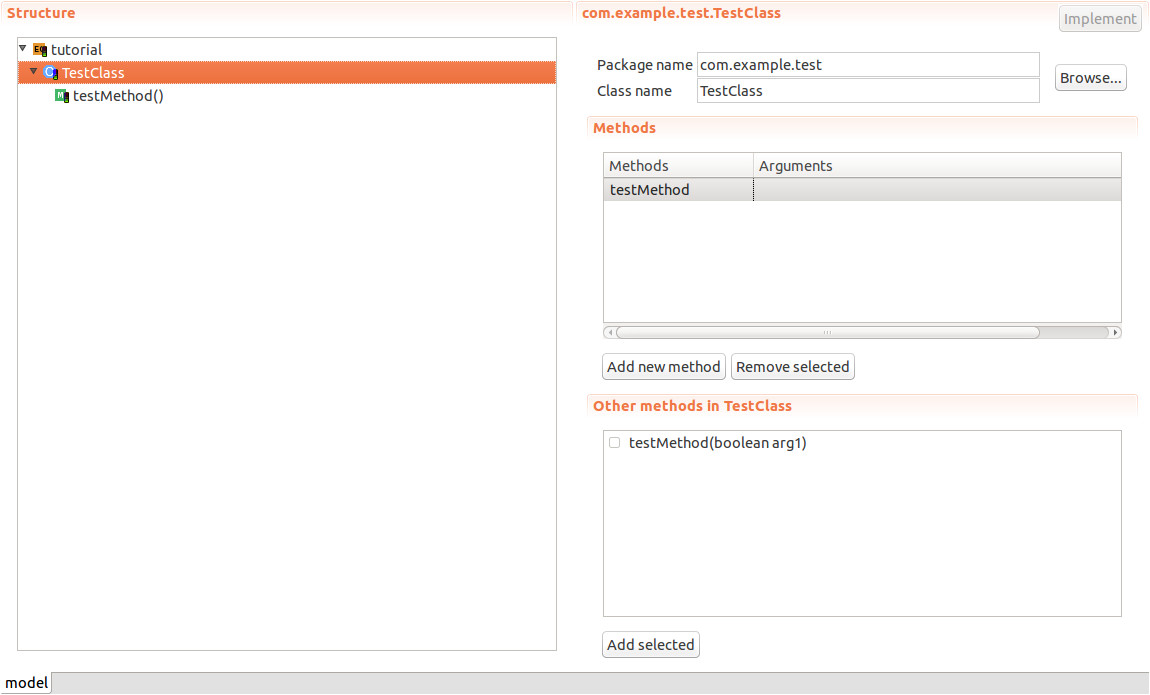 Structure
tutorial
TestClass
testMethod()
com.example.test.TestClass
Implement
Package name com.example.test
Class name TestClass
Browse...
Methods
Methods Arguments
testMethod
Add new method Remove selected
Other methods in TestClass
testMethod(boolean arg1)
Add selected
model